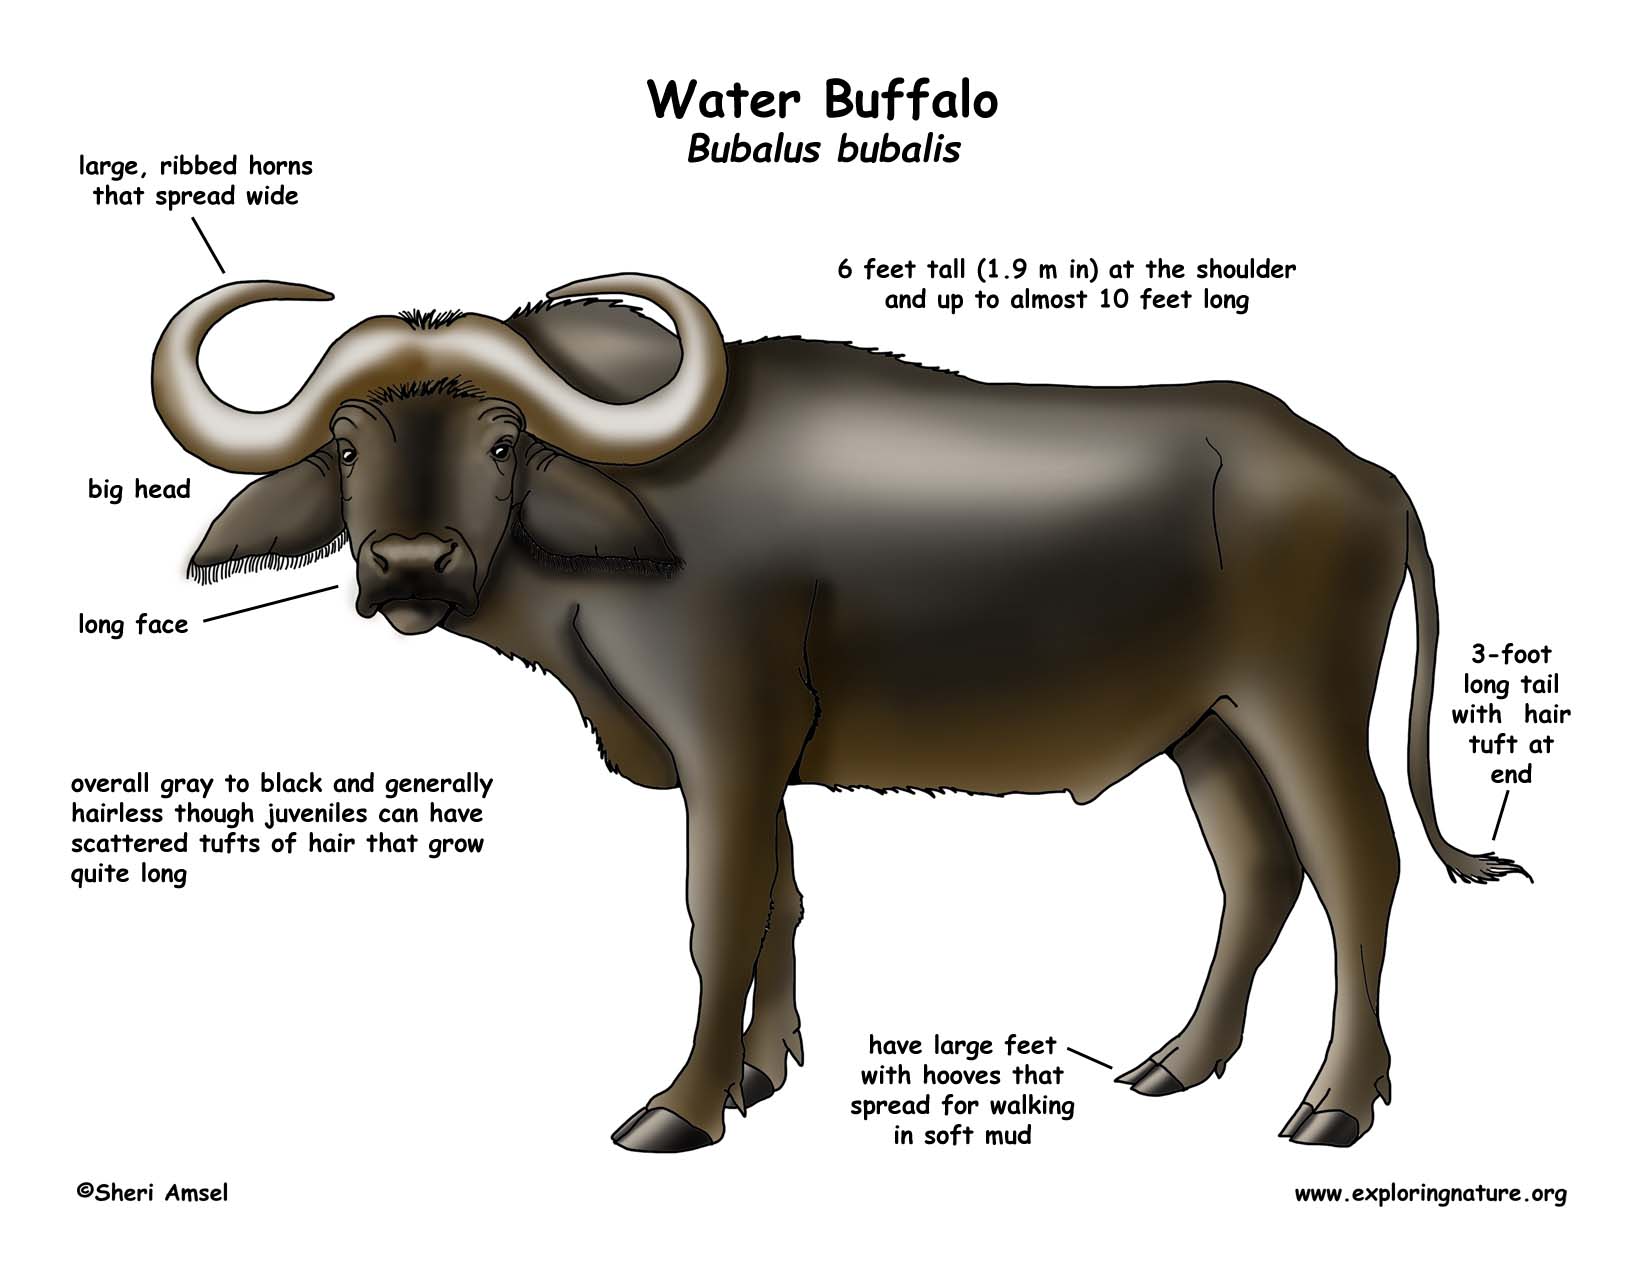 Water Buffalo
Bubalus bubalis
large, ribbed horns
that spread wide
6 feet tall (1.9 m in) at the shoulder
and up to almost 10 feet long
big head
long face
3-foot
long tail
with hair
tuft at
end
overall gray to black and generally
hairless though juveniles can have
scattered tufts of hair that grow
quite long
have large feet
with hooves that
spread for walking
in soft mud
©Sheri Amsel
www.exploringnature.org